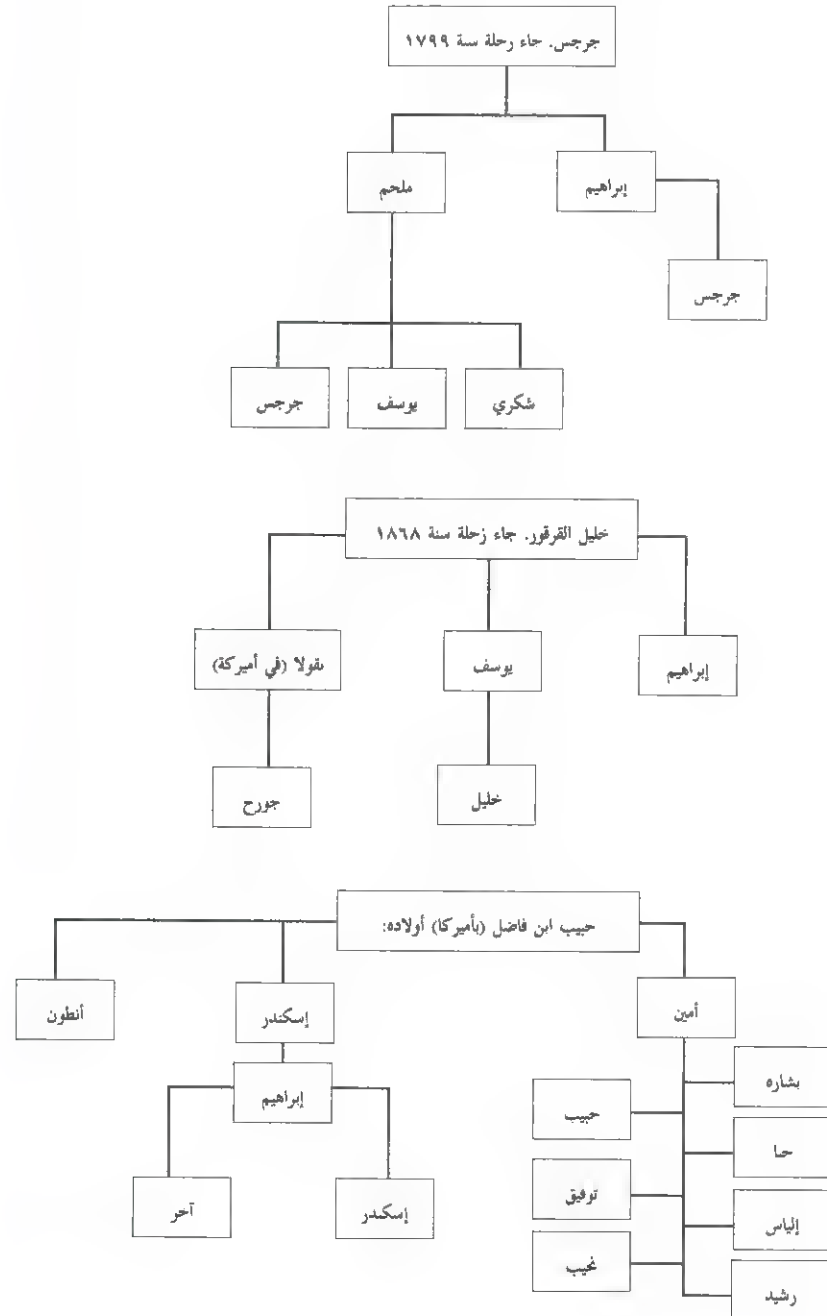 جرجس. جاء رحلة سنة ١٧٩٩
إبراهيم
ملحم
جرجس
شكري
يوسف
جرجس
خليل القرقور. جاء زحلة سنة ١٨٦٨
إبراهيم
يوسف
نقولا (في أميركة)
خليل
جورج
حبيب ابن فاضل (بأميركا) أولاده:
أمين
إسكندر
أنطون
بشاره
إبراهيم
حبيب
حنا
توفيق
إسكندر
آخر
إلياس
نجيب
رشيد